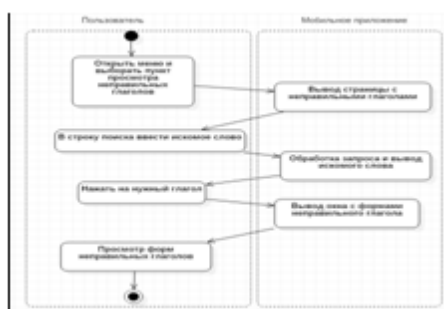 Пользователь
Мобильное приложение
Открыть меню и
выборать пункт
просмотра
неправильных
глаголов
Вывод страницы с
неправильными глаголами
В строку поиска ввести искомое слово
Обработка запроса и вывод
искомого слова
Нажать на нужный глагол
Вывод окна с формами
неправильного глагола
Просмотр форм
неправильных глаголов